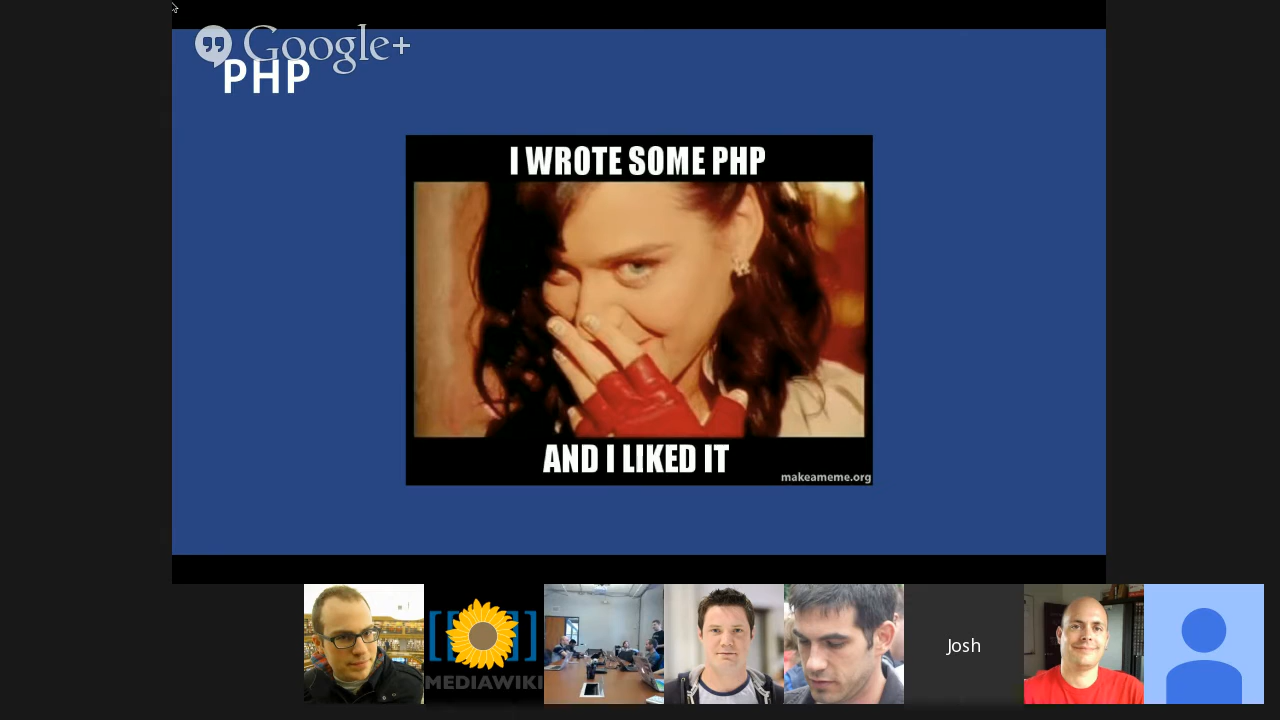 Google+
PHP
I WROTE SOME PHP
AND I LIKED IT
makeameme.org
MEDIAWIKI
Josh